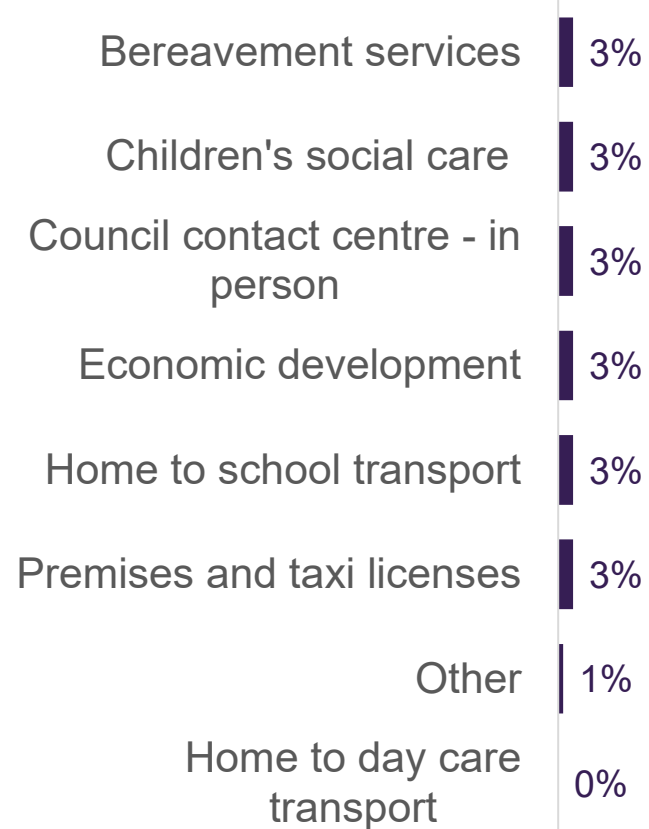 Bereavement services 3%
Children's social care 3%
Council contact centre - in
person 3%
Economic development 3%
Home to school transport 3%
Premises and taxi licenses 3%
Other 1%
Home to day care
transport 0%